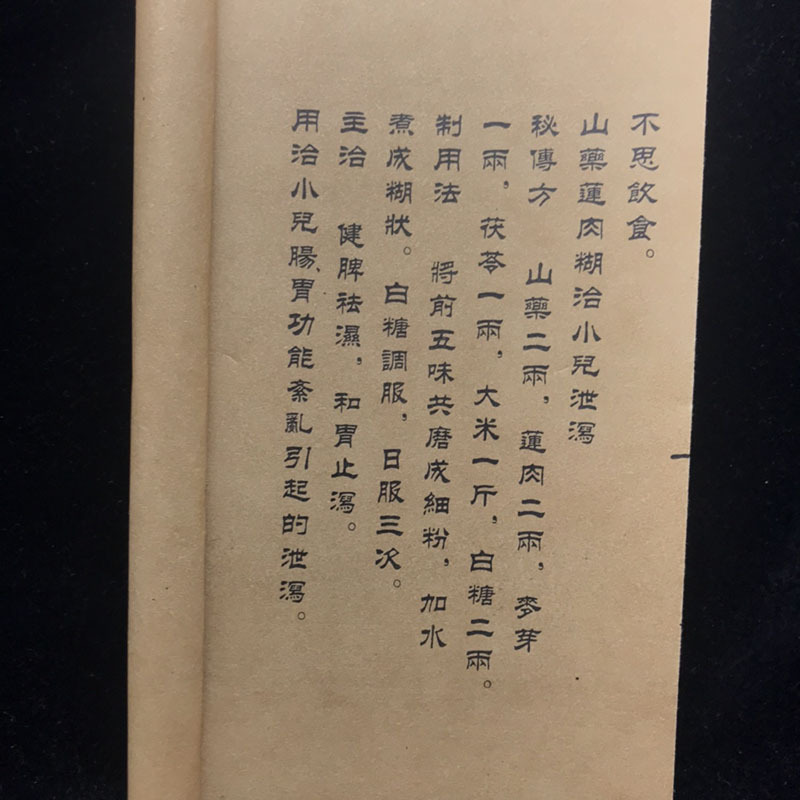 不思飲食。
山藥蓮肉糊治小兒泄瀉
秘傳方　山藥二兩，蓮肉二兩，麥芽
一兩，茯苓一兩，大米一斤，白糖二兩。
制用法　將前五味共磨成細粉，加水
煮成糊狀。白糖調服，日服三次。
主治　健脾祛濕，和胃止瀉。
用治小兒腸、胃功能紊亂引起的泄瀉。